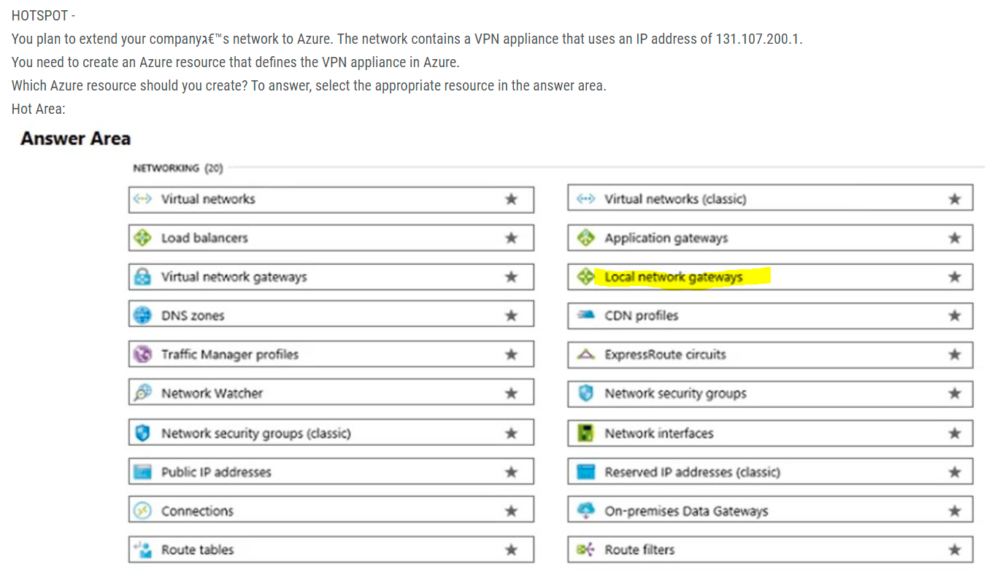 HOTSPOT -
You plan to extend your companyג€™s network to Azure. The network contains a VPN appliance that uses an IP address of 131.107.200.1.
You need to create an Azure resource that defines the VPN appliance in Azure.
Which Azure resource should you create? To answer, select the appropriate resource in the answer area.
Hot Area:
Answer Area
NETWORKING (20)
Virtual networks
Virtual networks (classic)
Load balancers
Application gateways
Virtual network gateways
Local network gateways
DNS zones
CDN profiles
Traffic Manager profiles
ExpressRoute circuits
Network Watcher
Network security groups
Network security groups (classic)
Network interfaces
Public IP addresses
Reserved IP addresses (classic)
Connections
On-premises Data Gateways
Route tables
Route filters